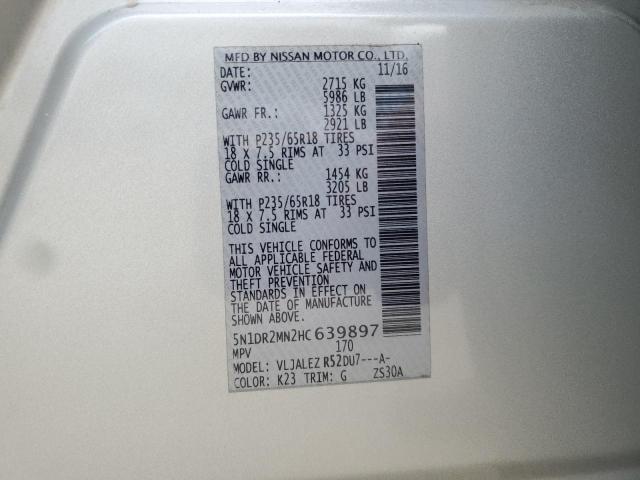 MFD BY NISSAN MOTOR CO., LTD.
DATE: 11/16
GVWR: 2715 KG
5986 LB
GAWR FR.: 1325 KG
2921 LB
WITH P235/65R18 TIRES
18 X 7.5 RIMS AT 33 PSI
COLD SINGLE
GAWR RR.: 1454 KG
3205 LB
WITH P235/65R18 TIRES
18 X 7.5 RIMS AT 33 PSI
COLD SINGLE
THIS VEHICLE CONFORMS TO
ALL APPLICABLE FEDERAL
MOTOR VEHICLE SAFETY AND
THEFT PREVENTION
STANDARDS IN EFFECT ON
THE DATE OF MANUFACTURE
SHOWN ABOVE.
5N1DR2MN2HC639897
MPV 170
MODEL: VLJALEZ R52DU7---A-
COLOR: K23 TRIM: G ZS30A